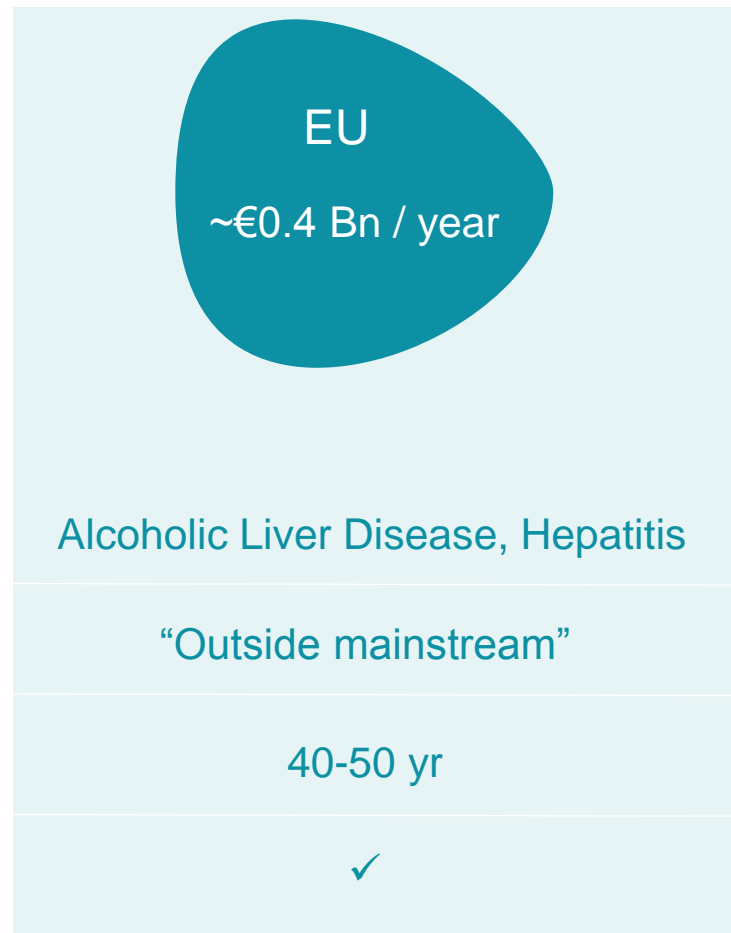 EU
~€0.4 Bn / year
Alcoholic Liver Disease, Hepatitis
“Outside mainstream”
40-50 yr
✓